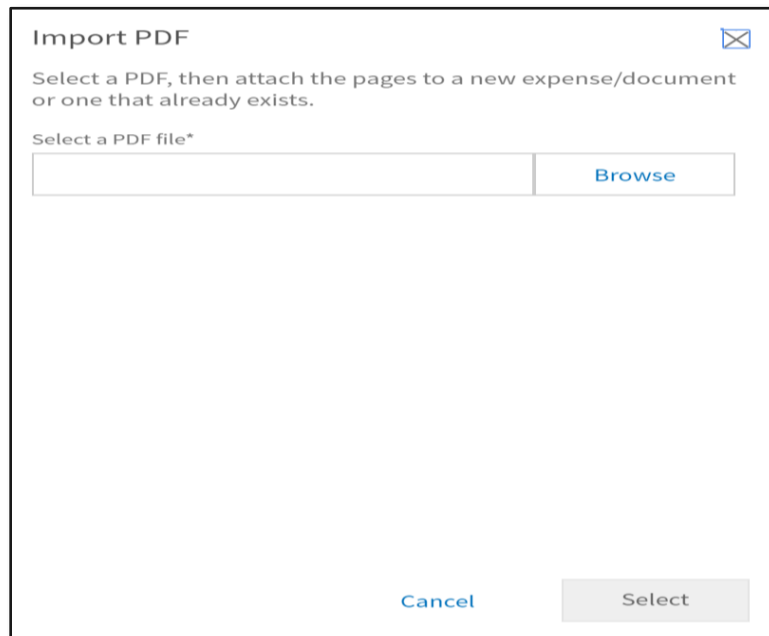 Import PDF
Select a PDF, then attach the pages to a new expense/document
or one that already exists.
Select a PDF file*
Browse
Cancel
Select